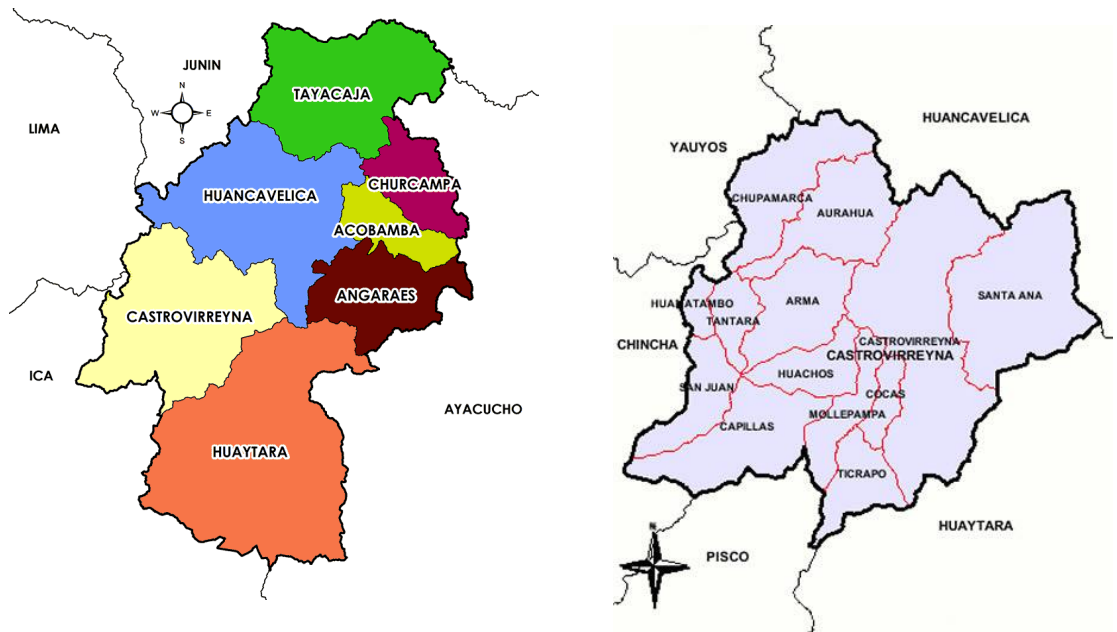 JUNIN
N
W
E
S
LIMA
TAYACAJA
HUANCAVELICA
CHURCAMPA
ACOBAMBA
ANGARAES
CASTROVIRREYNA
ICA
AYACUCHO
HUAYTARA
HUANCAVELICA
YAUYOS
CHUPAMARCA
AURAHUA
SANTA ANA
HUAMATAMBO
ARMA
TANTARA
CHINCHA
CASTROVIRREYNA
CASTROVIRREYNA
HUACHOS
SAN JUAN
COCAS
MOLLEPAMPA
CAPILLAS
TICRAPO
HUAYTARA
N
PISCO